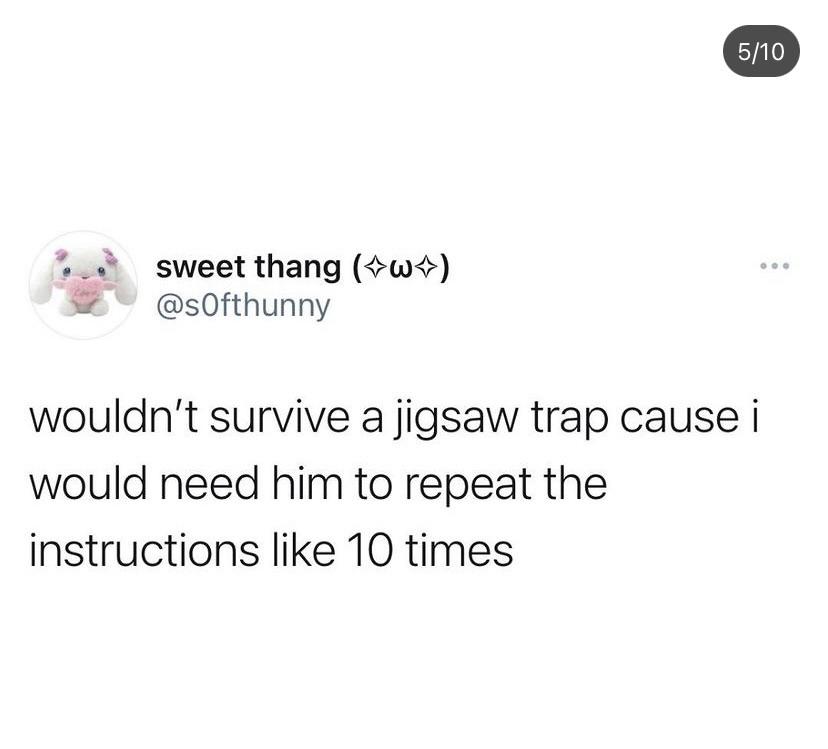 5/10
sweet thang (✧ω✧)
@s0fthunny
wouldn't survive a jigsaw trap cause i
would need him to repeat the
instructions like 10 times